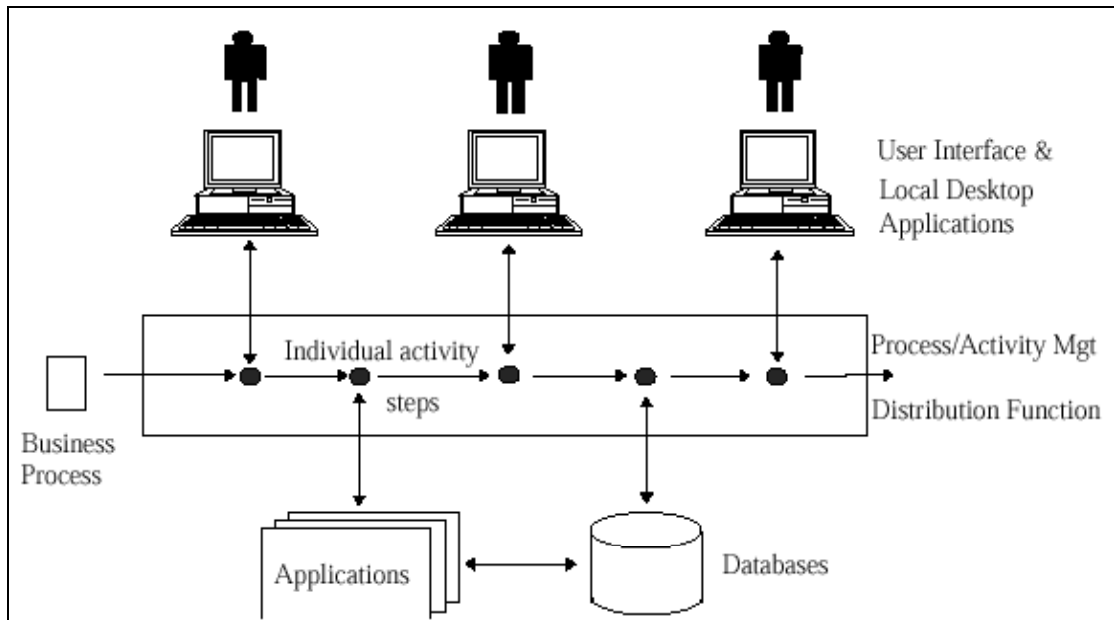 User Interface &
Local Desktop
Applications
Individual activity
steps
Process/Activity Mgt
Distribution Function
Business
Process
Applications
Databases